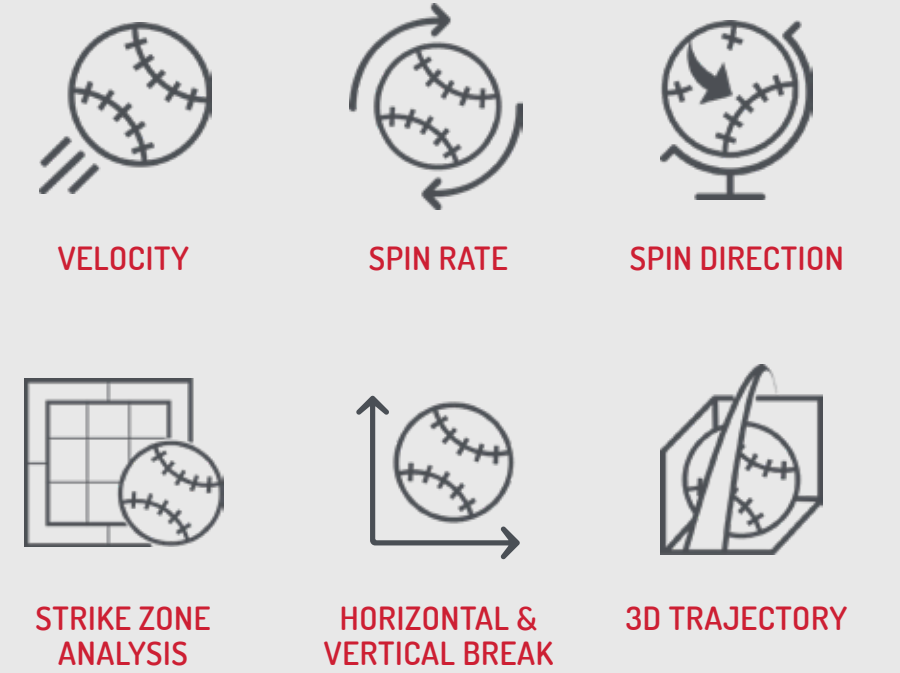 VELOCITY
SPIN RATE
SPIN DIRECTION
STRIKE ZONE
ANALYSIS
HORIZONTAL &
VERTICAL BREAK
3D TRAJECTORY